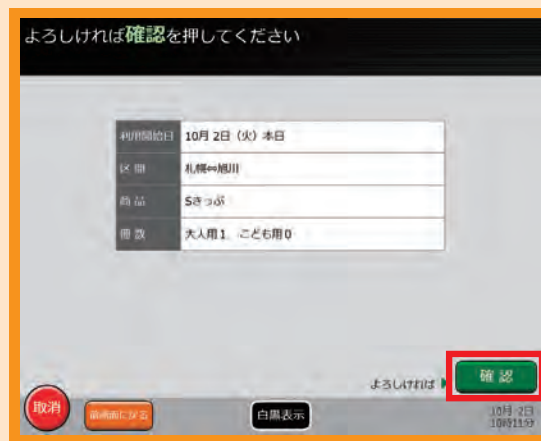 よろしければ確認を押してください
利用開始日 10月 2日（火）本日
区 間 札幌⇔旭川
商 品 Sきっぷ
冊 数 大人用1 こども用0
よろしければ
確 認
取消 前画面に戻る 白黒表示 10月 2日
10時11分